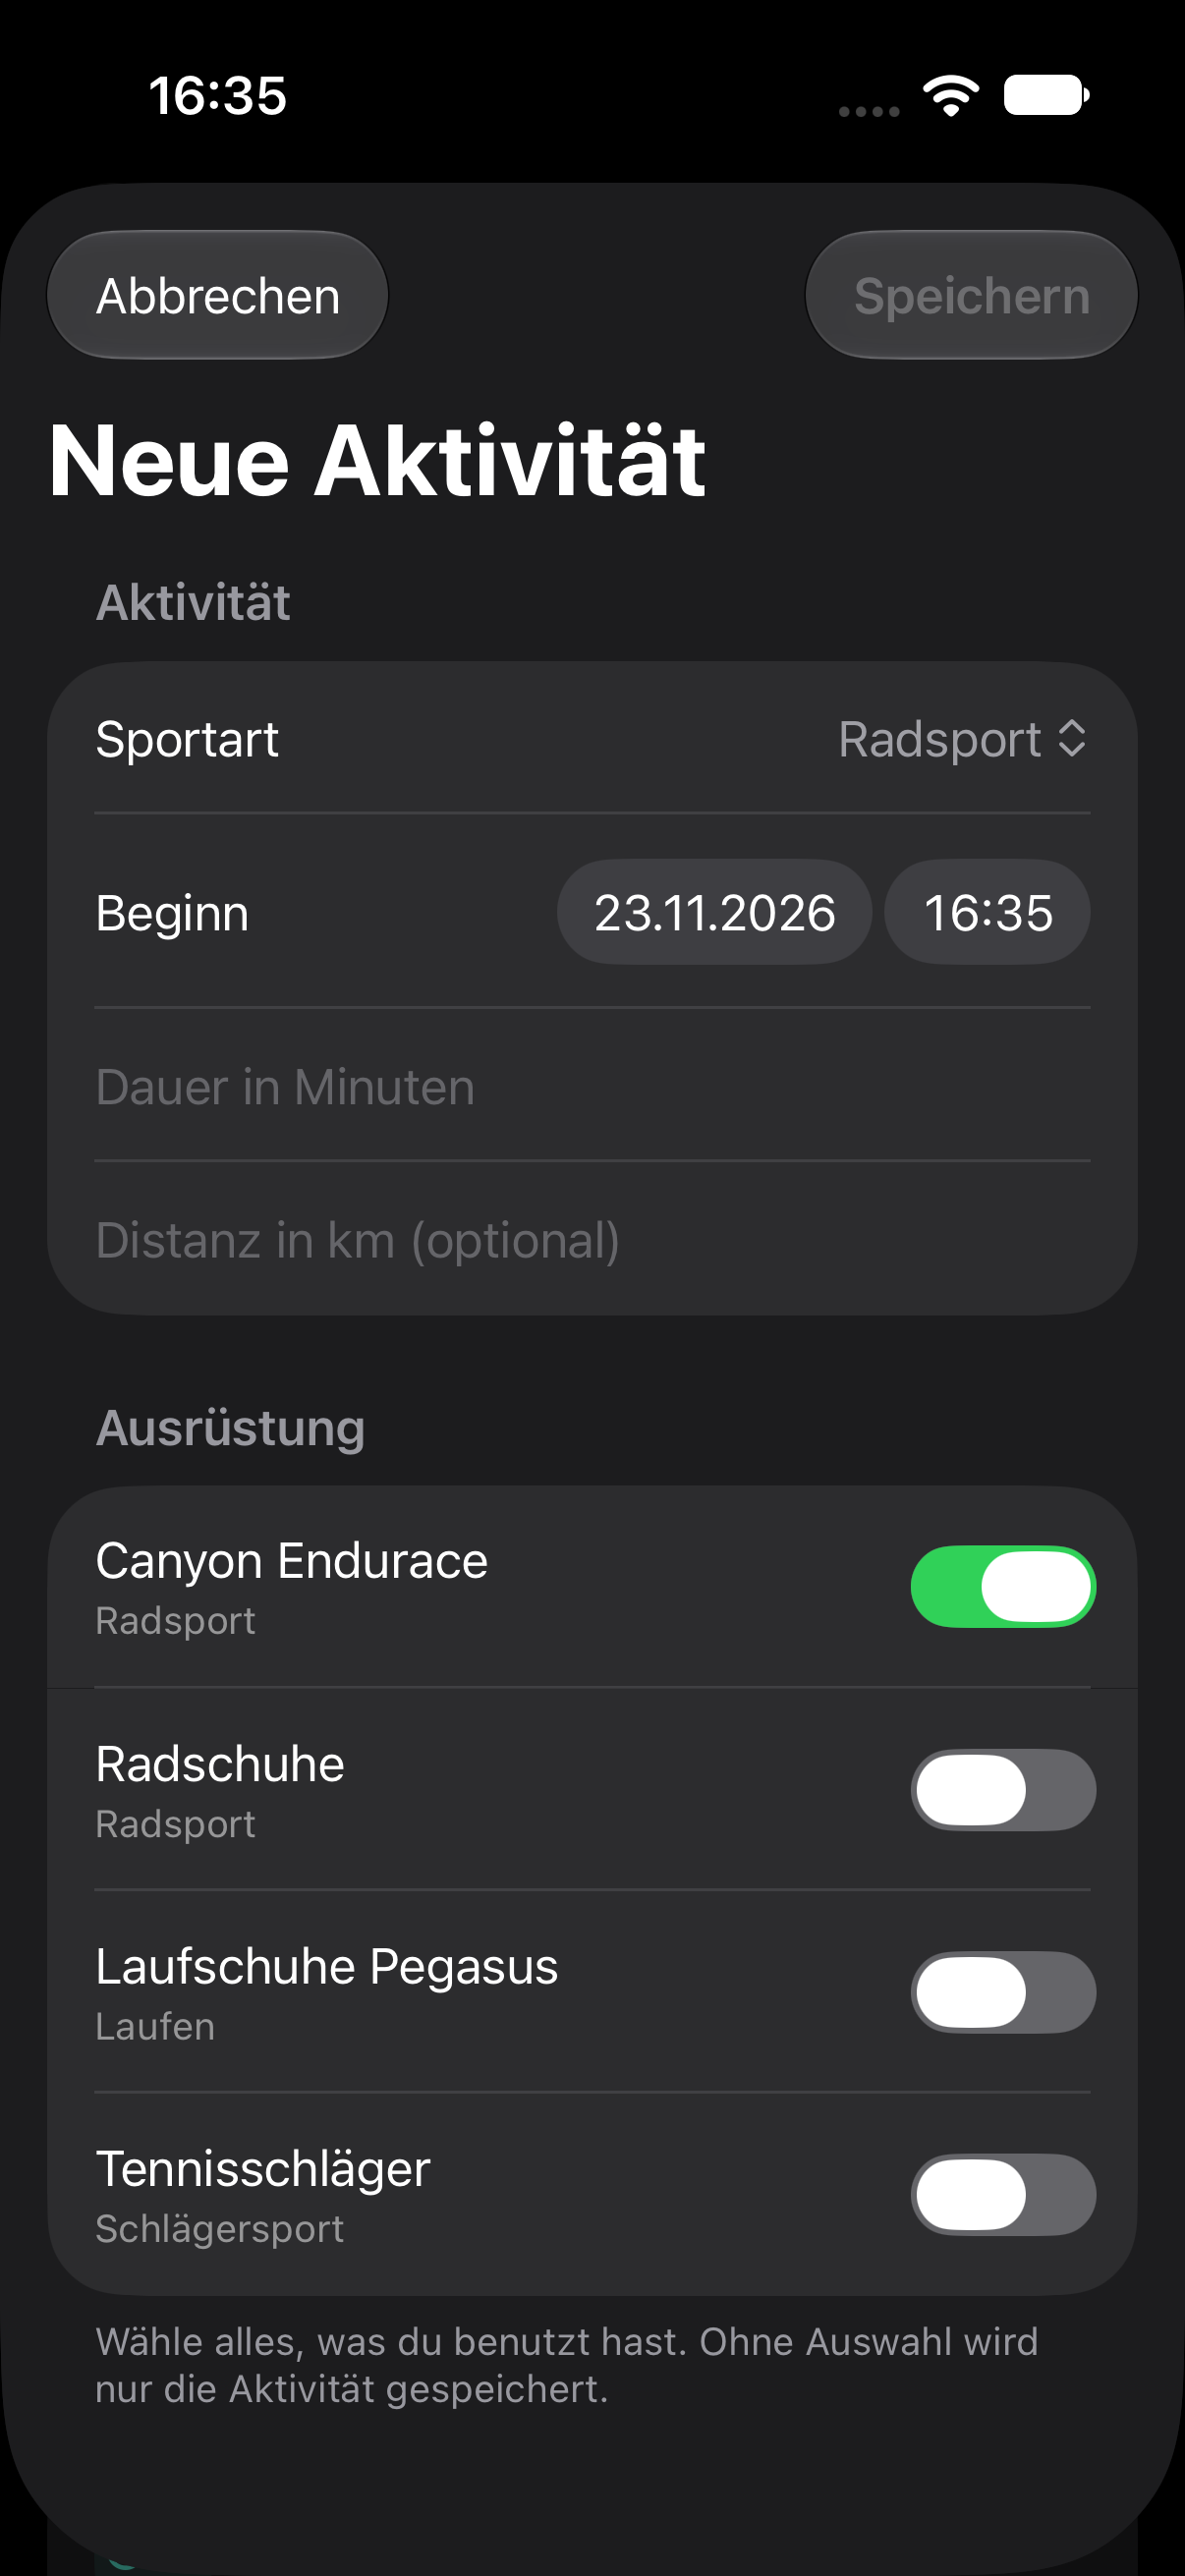 16:35
Abbrechen
Speichern
Neue Aktivität
Aktivität
Sportart
Radsport
Beginn
23.11.2026
16:35
Dauer in Minuten
Distanz in km (optional)
Ausrüstung
Canyon Endurace
Radsport
Radschuhe
Radsport
Laufschuhe Pegasus
Laufen
Tennisschläger
Schlägersport
Wähle alles, was du benutzt hast. Ohne Auswahl wird
nur die Aktivität gespeichert.